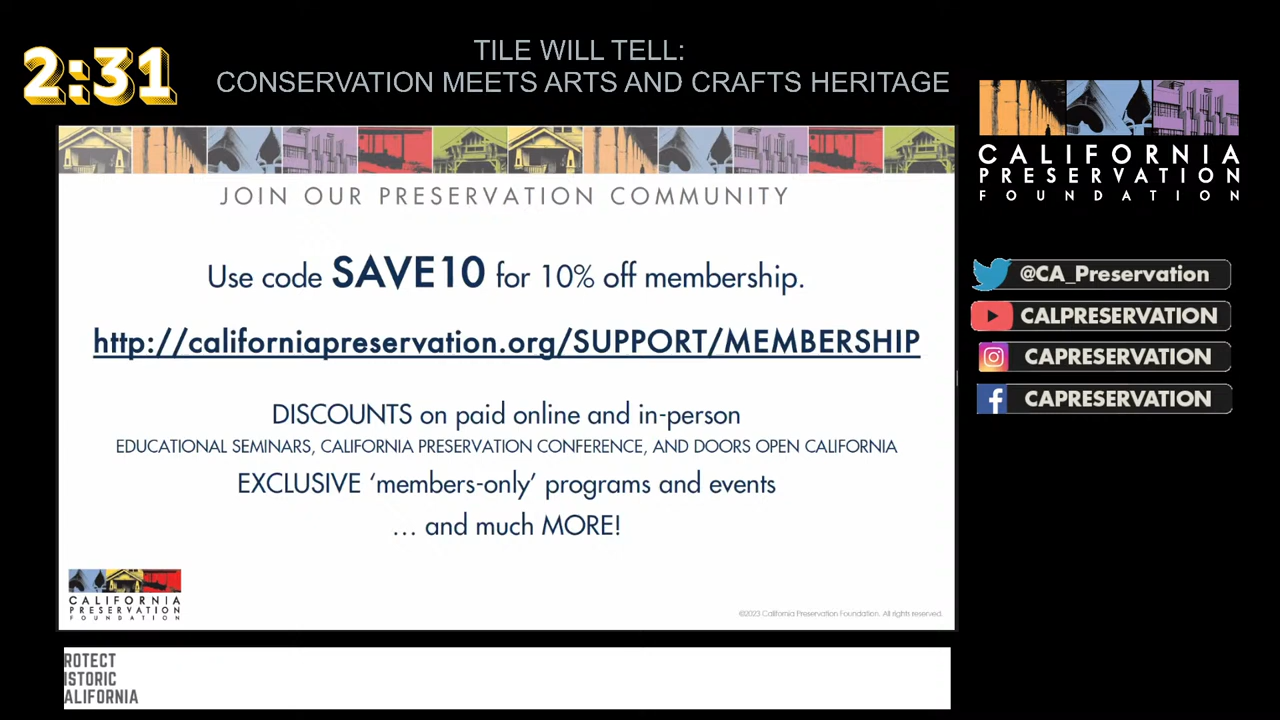 2:31
TILE WILL TELL:
CONSERVATION MEETS ARTS AND CRAFTS HERITAGE
JOIN OUR PRESERVATION COMMUNITY
Use code SAVE10 for 10% off membership.
http://californiapreservation.org/SUPPORT/MEMBERSHIP
DISCOUNTS on paid online and in-person
EDUCATIONAL SEMINARS, CALIFORNIA PRESERVATION CONFERENCE, AND DOORS OPEN CALIFORNIA
EXCLUSIVE ‘members-only’ programs and events
… and much MORE!
CALIFORNIA
PRESERVATION
FOUNDATION
©2023 California Preservation Foundation. All rights reserved.
ROTECT
ISTORIC
ALIFORNIA
CALIFORNIA
PRESERVATION
FOUNDATION
@CA_Preservation
CALPRESERVATION
CAPRESERVATION
CAPRESERVATION